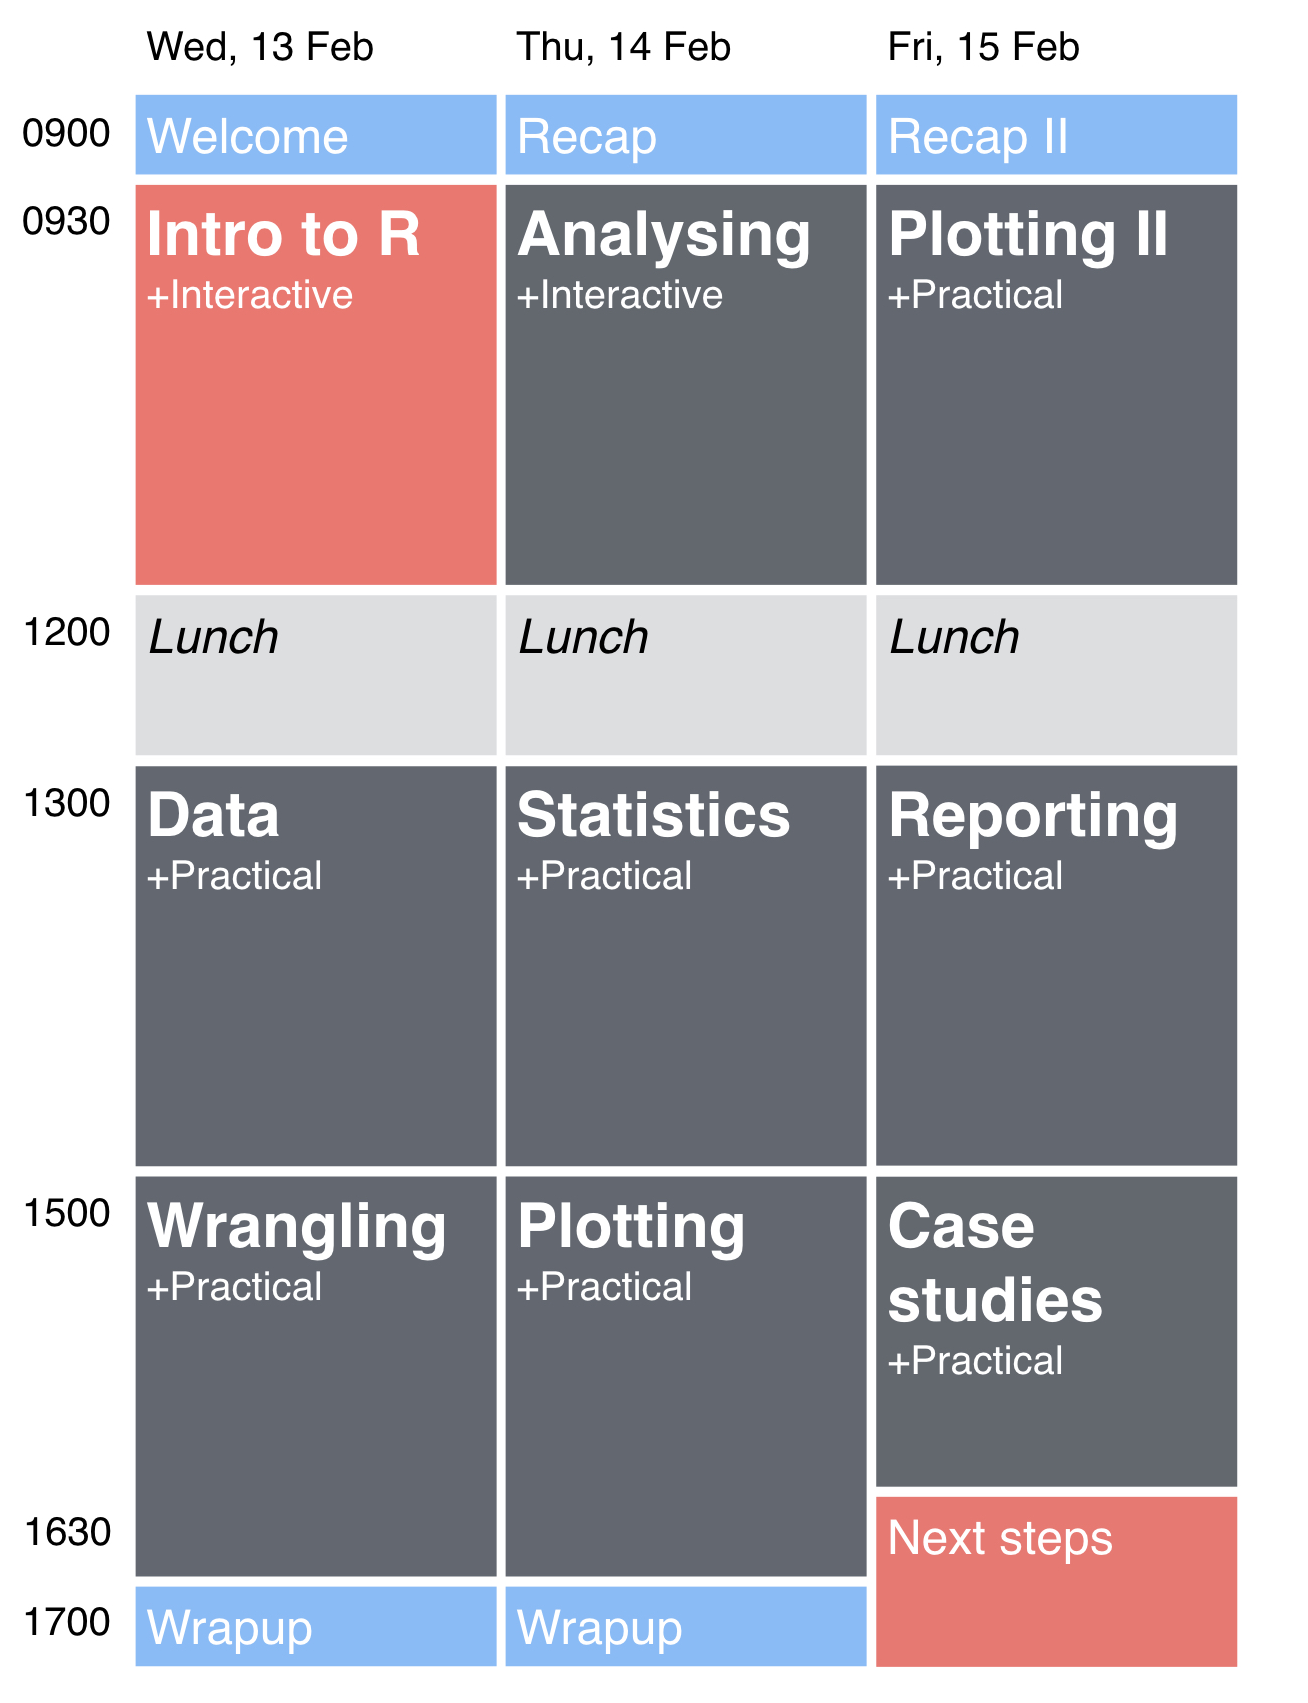 Wed, 13 Feb Thu, 14 Feb Fri, 15 Feb
0900 Welcome Recap Recap II
0930 Intro to R Analysing Plotting II
+Interactive +Interactive +Practical
1200 Lunch Lunch Lunch
1300 Data Statistics Reporting
+Practical +Practical +Practical
1500 Wrangling Plotting Case
studies
+Practical +Practical +Practical
1630 Next steps
1700 Wrapup Wrapup